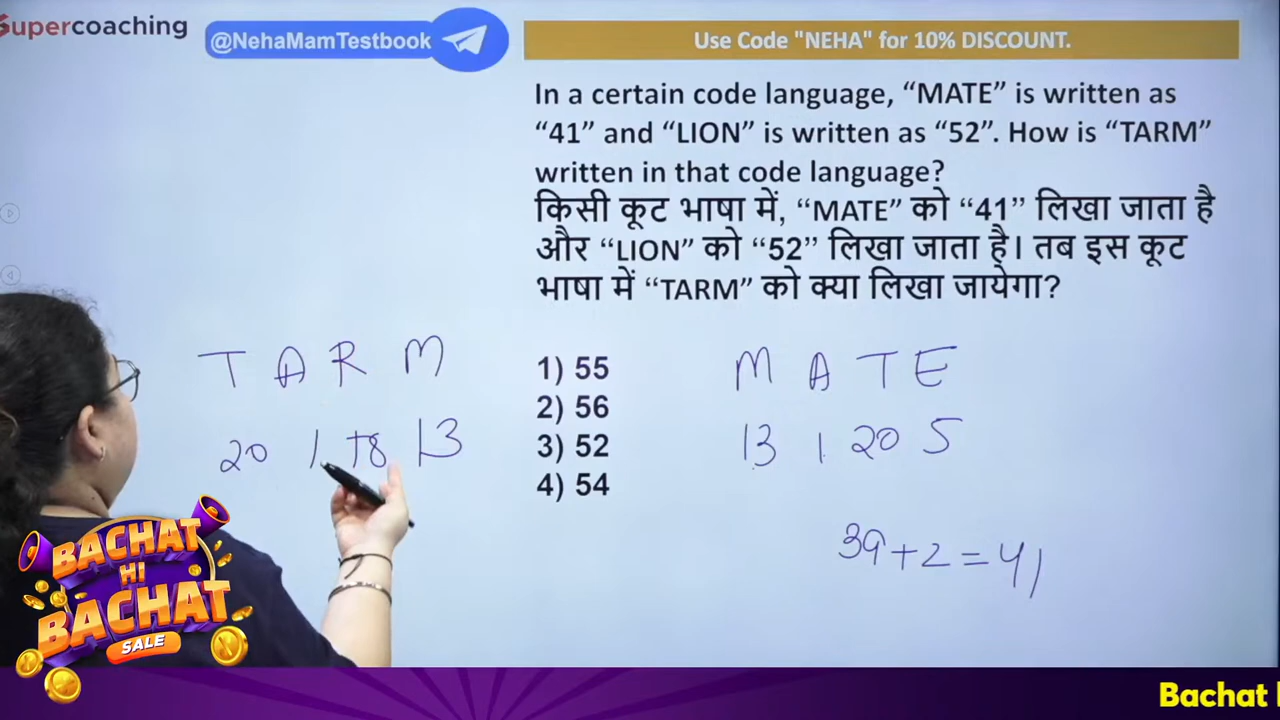 Supercoaching
@NehaMamTestbook
Use Code "NEHA" for 10% DISCOUNT.
In a certain code language, “MATE” is written as
“41” and “LION” is written as “52”. How is “TARM”
written in that code language?
किसी कूट भाषा में, “MATE” को “41” लिखा जाता है
और “LION” को “52” लिखा जाता है। तब इस कूट
भाषा में “TARM” को क्या लिखा जायेगा?
T A R M
20 1 18 13
1) 55
2) 56
3) 52
4) 54
M A T E
13 1 20 5
39+2=41
BACHAT
HI
BACHAT
SALE
Bachat